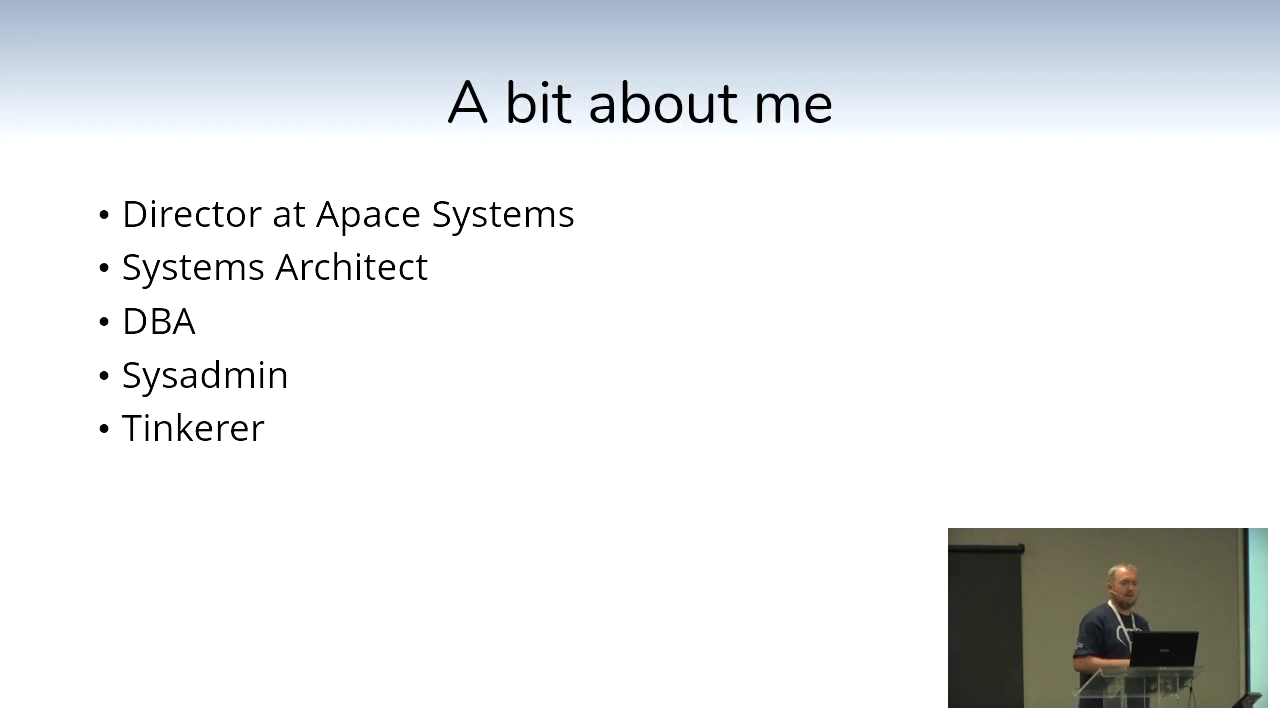 A bit about me
• Director at Apace Systems
• Systems Architect
• DBA
• Sysadmin
• Tinkerer